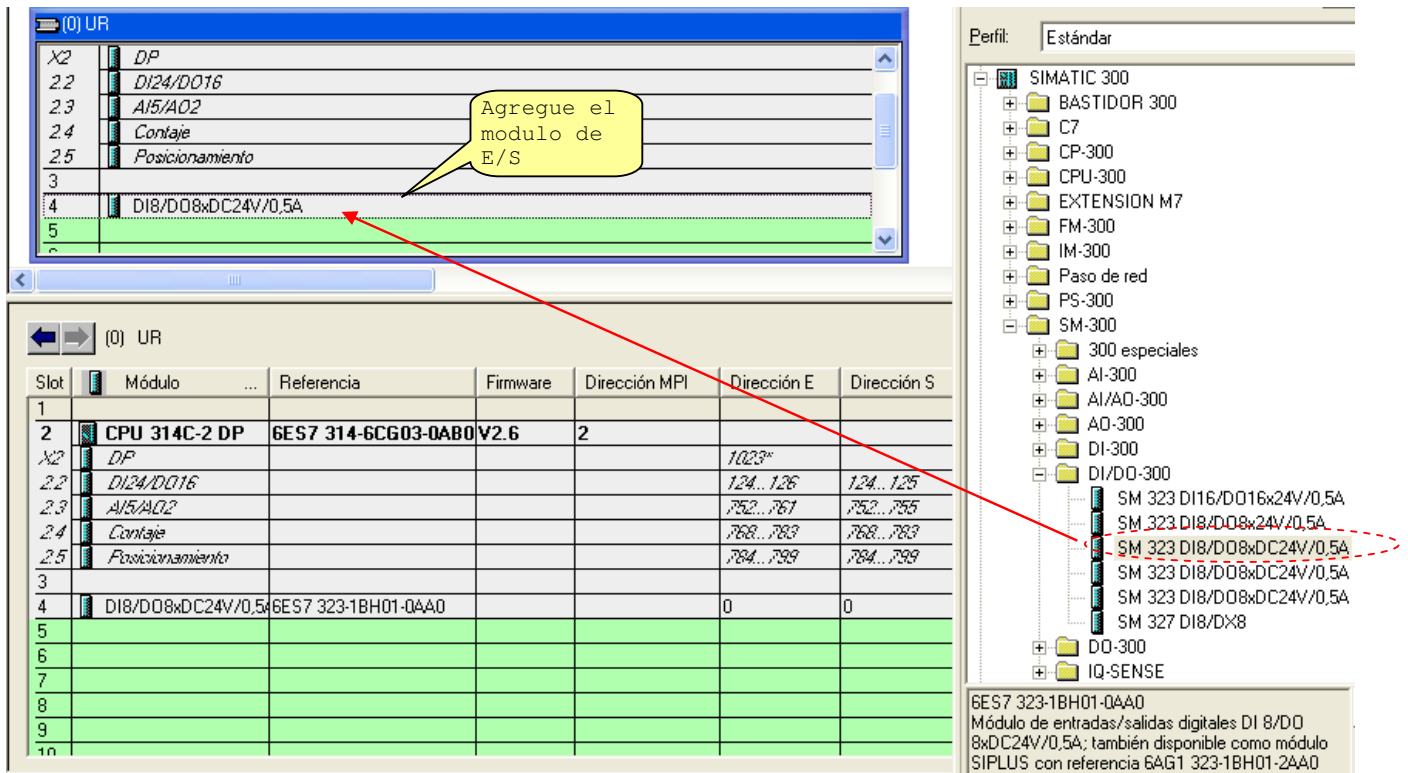 (0) UR
X2 DP
2.2 DI24/DO16
2.3 AI5/AO2
2.4 Contaje
2.5 Posicionamiento
3
4 DI8/DO8xDC24V/0,5A
5
Agregue el
modulo de
E/S
(0) UR
Slot Módulo ... Referencia Firmware Dirección MPI Dirección E Dirección S
1
2 CPU 314C-2 DP 6ES7 314-6CG03-0AB0 V2.6 2
X2 DP 1023*
2.2 DI24/DO16 124...126 124...125
2.3 AI5/AO2 752...761 752...755
2.4 Contaje 768...783 768...783
2.5 Posicionamiento 784...799 784...799
3
4 DI8/DO8xDC24V/0,5A 6ES7 323-1BH01-0AA0 0 0
5
6
7
8
9
10
Perfil: Estándar
SIMATIC 300
BASTIDOR 300
C7
CP-300
CPU-300
EXTENSION M7
FM-300
IM-300
Paso de red
PS-300
SM-300
300 especiales
AI-300
AI/AO-300
AO-300
DI-300
DI/DO-300
SM 323 DI16/DO16x24V/0,5A
SM 323 DI8/DO8x24V/0,5A
SM 323 DI8/DO8xDC24V/0,5A
SM 323 DI8/DO8xDC24V/0,5A
SM 323 DI8/DO8xDC24V/0,5A
SM 327 DI8/DX8
DO-300
IQ-SENSE
6ES7 323-1BH01-0AA0
Módulo de entradas/salidas digitales DI 8/DO
8xDC24V/0,5A; también disponible como módulo
SIPLUS con referencia 6AG1 323-1BH01-2AA0